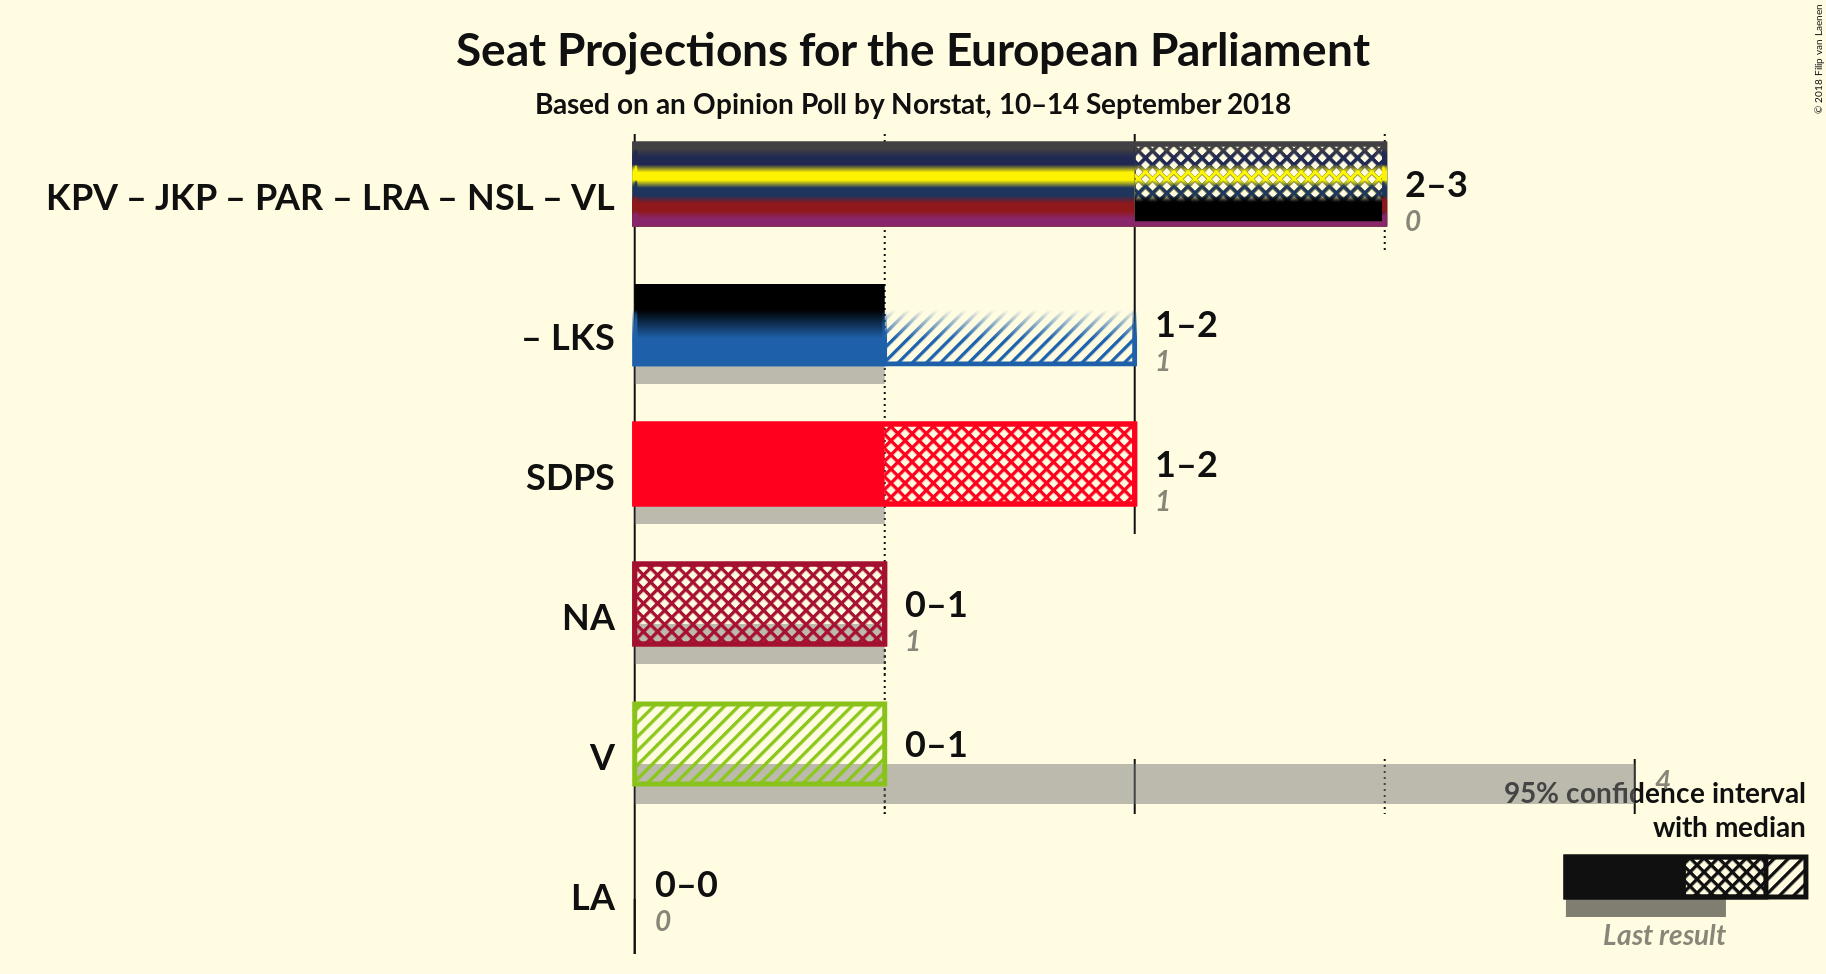 Seat Projections for the European Parliament
Based on an Opinion Poll by Norstat, 10–14 September 2018
© 2018 Filip van Laenen
KPV – JKP – PAR – LRA – NSL – VL
2–3
0
– LKS
1–2
1
SDPS
1–2
1
NA
0–1
1
V
0–1
4
LA
0–0
0
95% confidence interval
with median
Last result